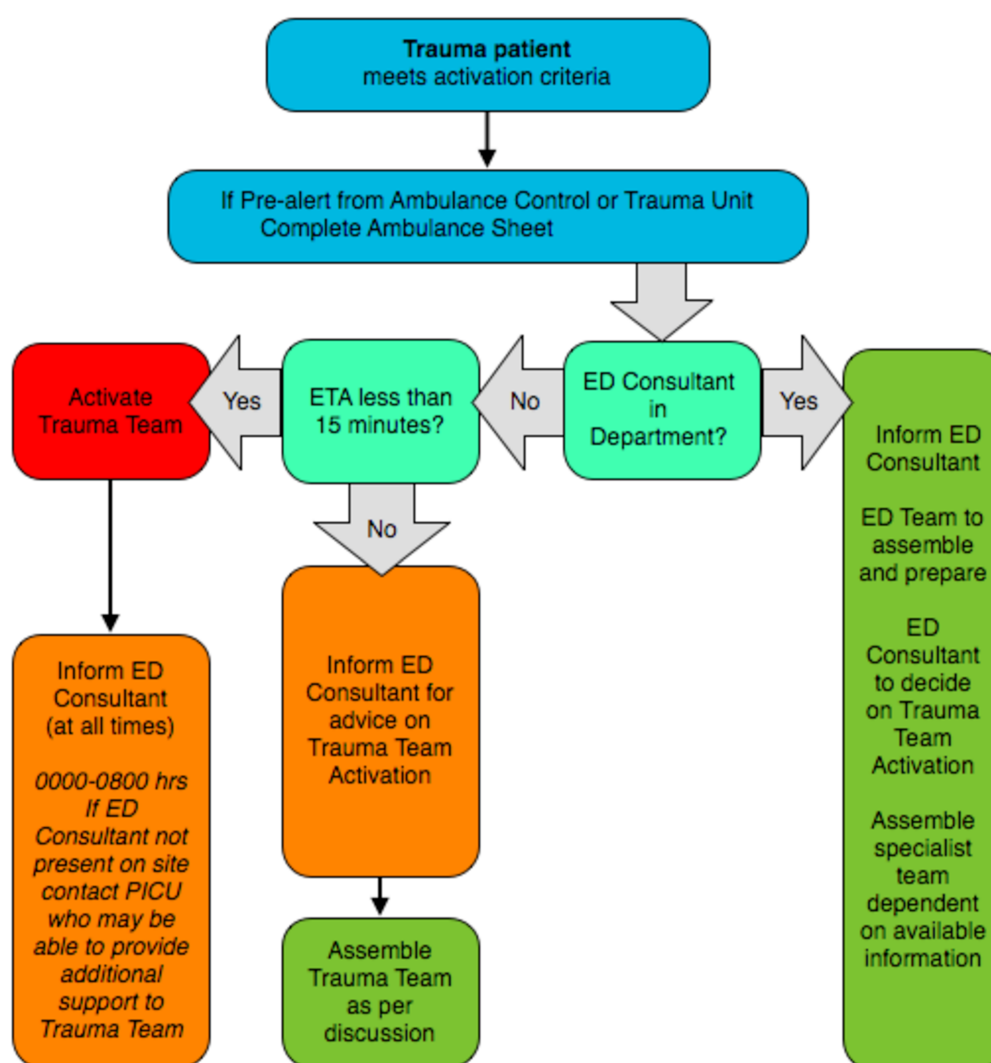 Trauma patient
meets activation criteria
If Pre-alert from Ambulance Control or Trauma Unit
Complete Ambulance Sheet
Activate
Trauma Team
Yes
ETA less than
15 minutes?
No
ED Consultant
in
Department?
Yes
Inform ED
Consultant
ED Team to
assemble
and prepare
ED
Consultant
to decide
on Trauma
Team
Activation
Assemble
specialist
team
dependent
on available
information
No
Inform ED
Consultant for
advice on
Trauma Team
Activation
Assemble
Trauma Team
as per
discussion
Inform ED
Consultant
(at all times)
0000-0800 hrs
If ED
Consultant not
present on site
contact PICU
who may be
able to provide
additional
support to
Trauma Team